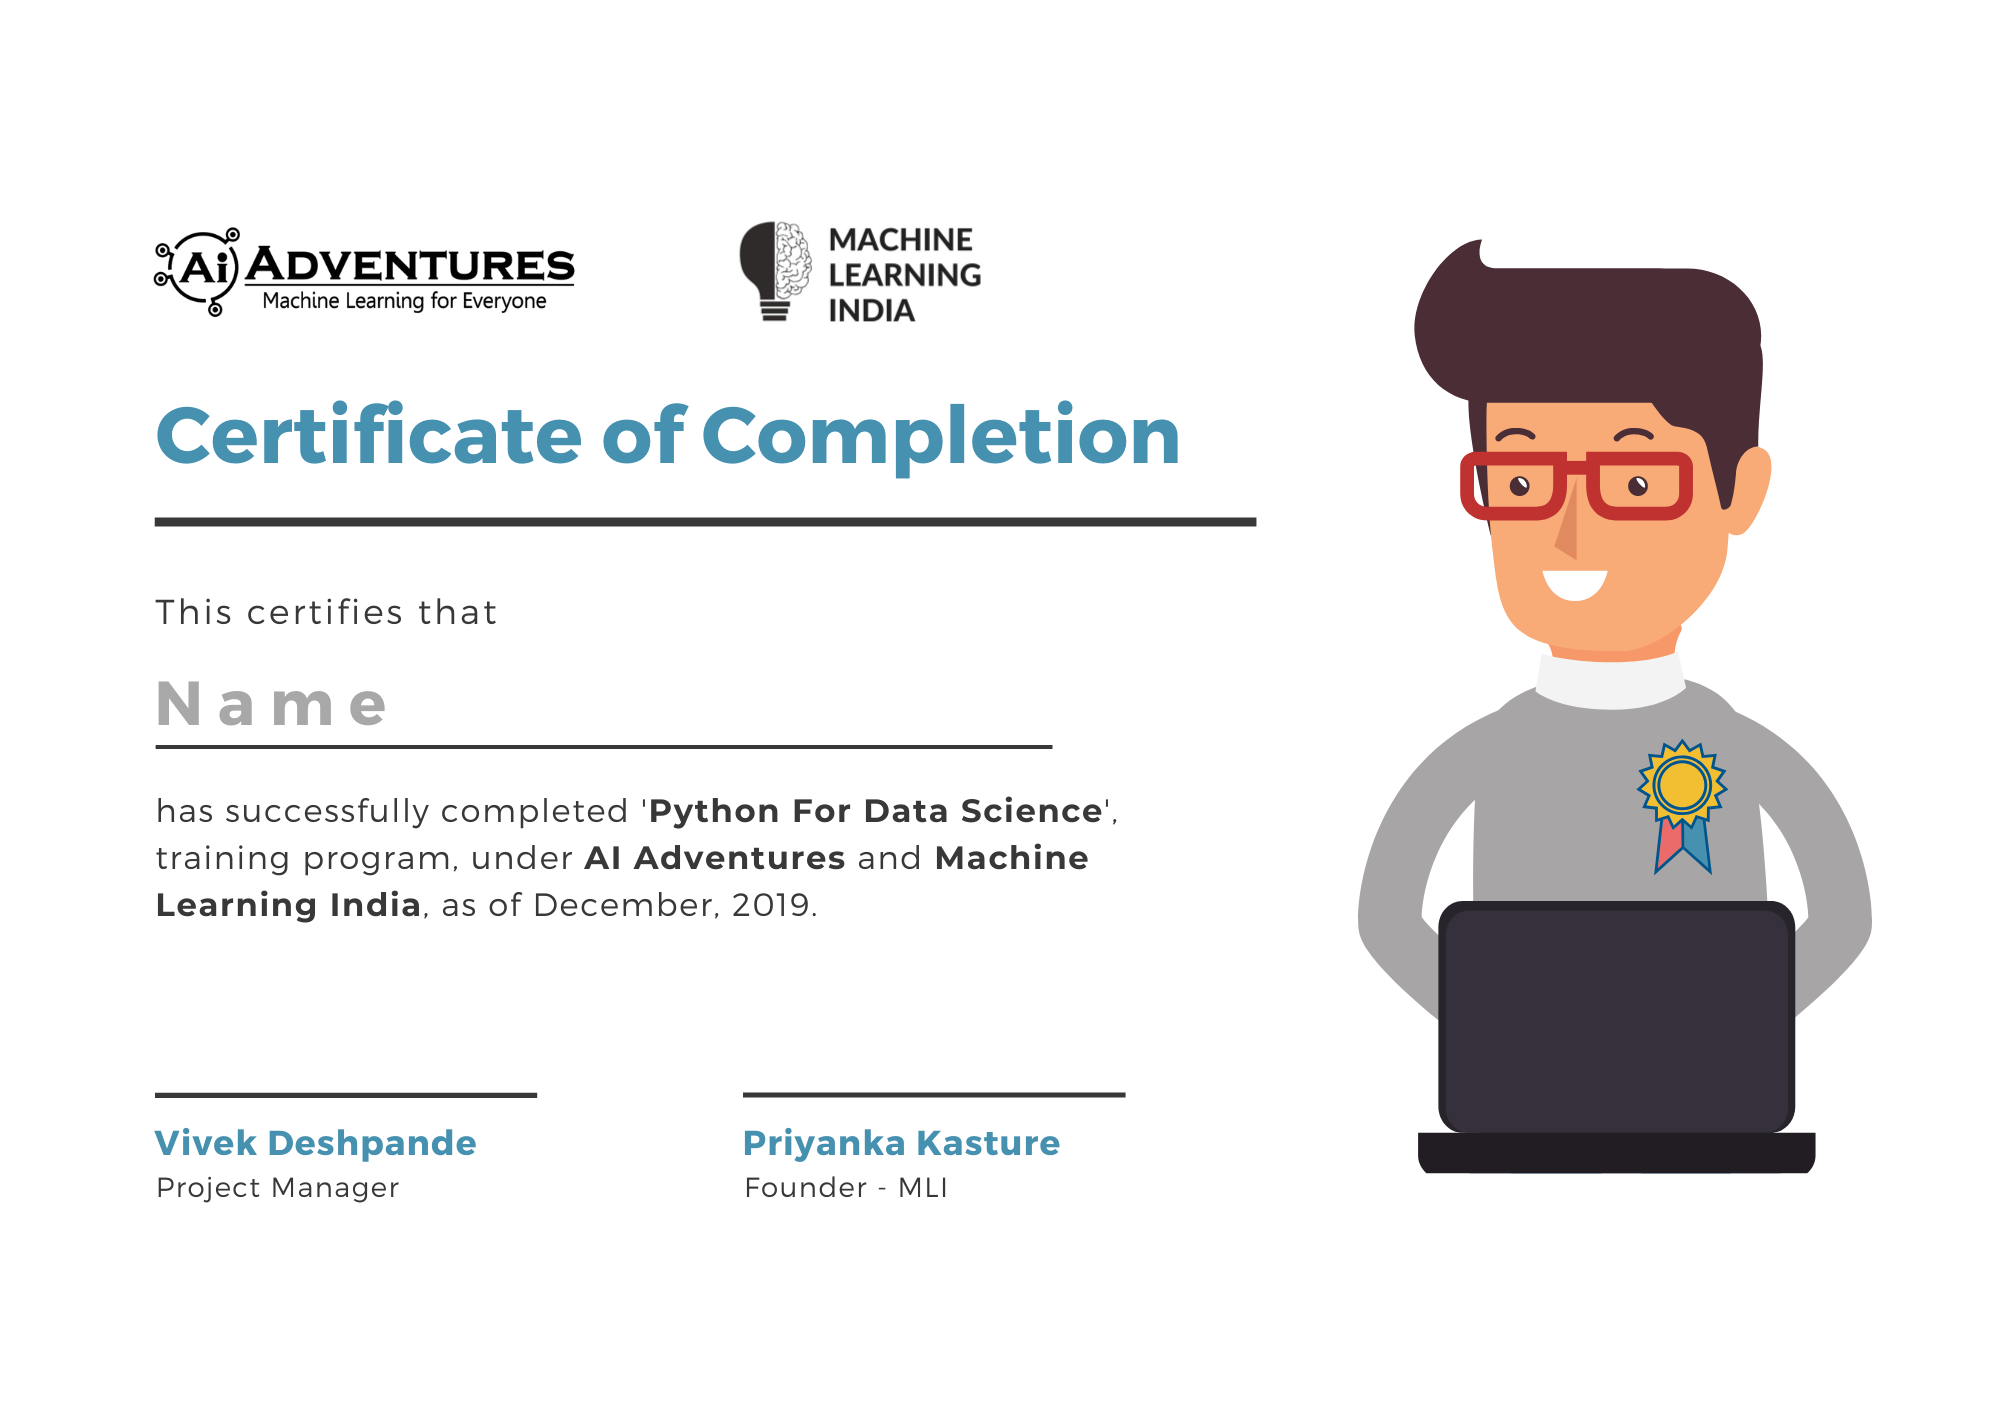 Ai ADVENTURES
Machine Learning for Everyone
MACHINE
LEARNING
INDIA
Certificate of Completion
This certifies that
Name
has successfully completed 'Python For Data Science',
training program, under AI Adventures and Machine
Learning India, as of December, 2019.
Vivek Deshpande
Project Manager
Priyanka Kasture
Founder - MLI